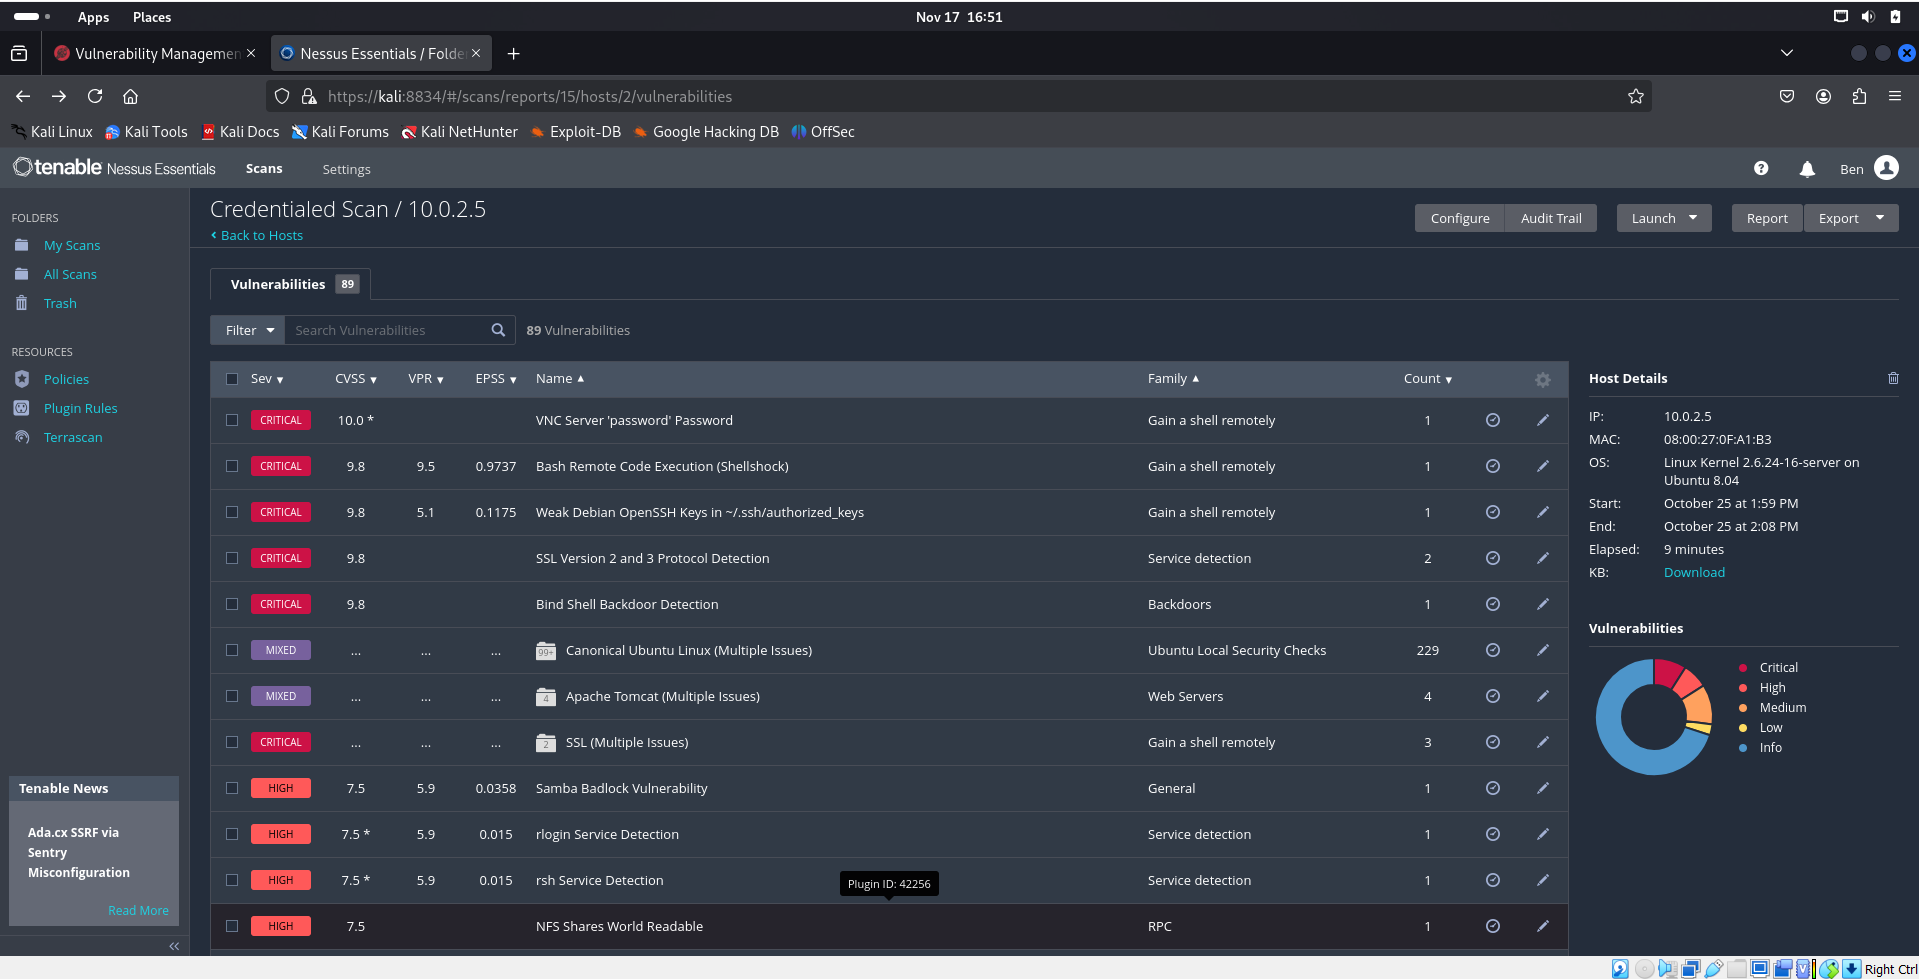 Apps Places Nov 17 16:51
Vulnerability Managemen Nessus Essentials / Folde
https://kali:8834/#/scans/reports/15/hosts/2/vulnerabilities
Kali Linux Kali Tools Kali Docs Kali Forums Kali NetHunter Exploit-DB Google Hacking DB OffSec
tenable Nessus Essentials Scans Settings ? Ben
FOLDERS
My Scans
All Scans
Trash
RESOURCES
Policies
Plugin Rules
Terrascan
Tenable News
Ada.cx SSRF via
Sentry
Misconfiguration
Read More
Credentialed Scan / 10.0.2.5
Back to Hosts
Configure Audit Trail Launch Report Export
Vulnerabilities 89
Filter Search Vulnerabilities 89 Vulnerabilities
Sev CVSS VPR EPSS Name Family Count
CRITICAL 10.0 * VNC Server 'password' Password Gain a shell remotely 1
CRITICAL 9.8 9.5 0.9737 Bash Remote Code Execution (Shellshock) Gain a shell remotely 1
CRITICAL 9.8 5.1 0.1175 Weak Debian OpenSSH Keys in ~/.ssh/authorized_keys Gain a shell remotely 1
CRITICAL 9.8 SSL Version 2 and 3 Protocol Detection Service detection 2
CRITICAL 9.8 Bind Shell Backdoor Detection Backdoors 1
MIXED ... ... ... 99+ Canonical Ubuntu Linux (Multiple Issues) Ubuntu Local Security Checks 229
MIXED ... ... ... 4 Apache Tomcat (Multiple Issues) Web Servers 4
CRITICAL ... ... ... 2 SSL (Multiple Issues) Gain a shell remotely 3
HIGH 7.5 5.9 0.0358 Samba Badlock Vulnerability General 1
HIGH 7.5 * 5.9 0.015 rlogin Service Detection Service detection 1
HIGH 7.5 * 5.9 0.015 rsh Service Detection Service detection 1
Plugin ID: 42256
HIGH 7.5 NFS Shares World Readable RPC 1
Host Details
IP: 10.0.2.5
MAC: 08:00:27:0F:A1:B3
OS: Linux Kernel 2.6.24-16-server on
Ubuntu 8.04
Start: October 25 at 1:59 PM
End: October 25 at 2:08 PM
Elapsed: 9 minutes
KB: Download
Vulnerabilities
Critical
High
Medium
Low
Info
Right Ctrl